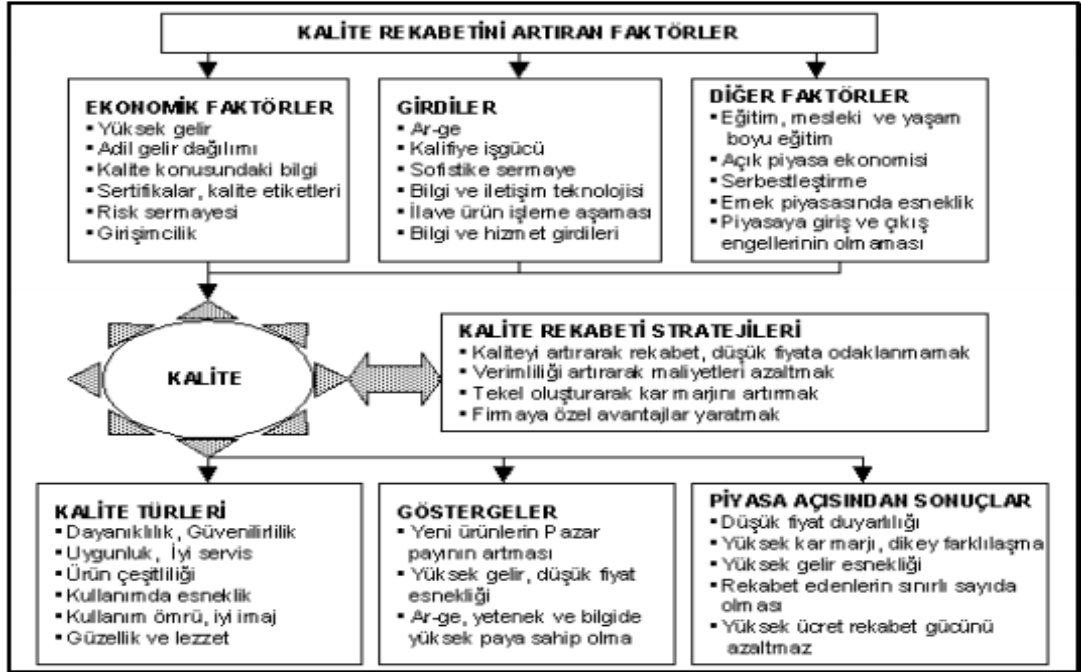 KALİTE REKABETİNİ ARTIRAN FAKTÖRLER
EKONOMİK FAKTÖRLER
▪ Yüksek gelir
▪ Adil gelir dağılımı
▪ Kalite konusundaki bilgi
▪ Sertifikalar, kalite etiketleri
▪ Risk sermayesi
▪ Girişimcilik
GİRDİLER
▪ Ar-ge
▪ Kalifiye işgücü
▪ Sofistike sermaye
▪ Bilgi ve iletişim teknolojisi
▪ İlave ürün işleme aşaması
▪ Bilgi ve hizmet girdileri
DİĞER FAKTÖRLER
▪ Eğitim, mesleki ve yaşam
boyu eğitim
▪ Açık piyasa ekonomisi
▪ Serbestleştirme
▪ Emek piyasasında esneklik
▪ Piyasaya giriş ve çıkış
engellerinin olmaması
KALİTE
KALİTE REKABETİ STRATEJİLERİ
▪ Kaliteyi artırarak rekabet, düşük fiyata odaklanmamak
▪ Verimliliği artırarak maliyetleri azaltmak
▪ Tekel oluşturarak kar marjını artırmak
▪ Firmaya özel avantajlar yaratmak
KALİTE TÜRLERİ
▪ Dayanıklılık, Güvenilirlilik
▪ Uygunluk, İyi servis
▪ Ürün çeşitliliği
▪ Kullanımda esneklik
▪ Kullanım ömrü, iyi imaj
▪ Güzellik ve lezzet
GÖSTERGELER
▪ Yeni ürünlerin Pazar
payının artması
▪ Yüksek gelir, düşük fiyat
esnekliği
▪ Ar-ge, yetenek ve bilgide
yüksek paya sahip olma
PİYASA AÇISINDAN SONUÇLAR
▪ Düşük fiyat duyarlılığı
▪ Yüksek kar marjı, dikey farklılaşma
▪ Yüksek gelir esnekliği
▪ Rekabet edenlerin sınırlı sayıda
olması
▪ Yüksek ücret rekabet gücünü
azaltmaz